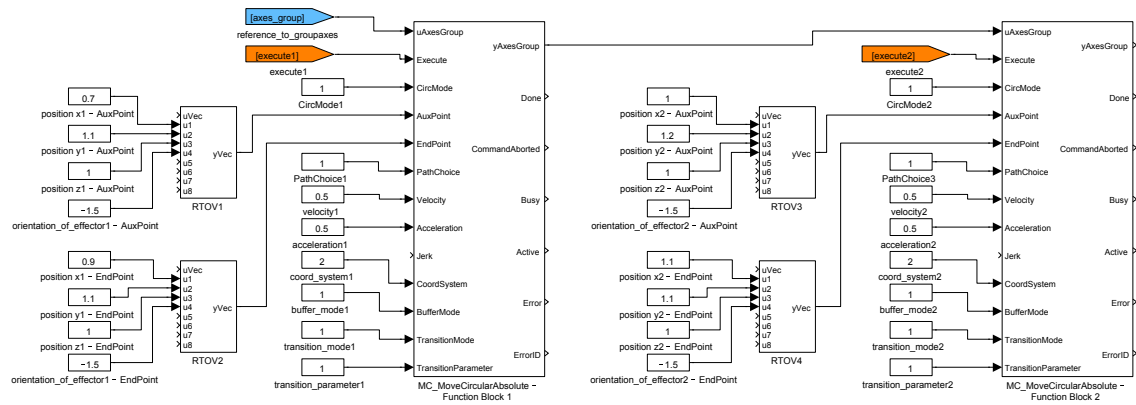 [axes_group]
reference_to_groupaxes
[execute1]
execute1
1
CircMode1
0.7
position x1 − AuxPoint
1.1
position y1 − AuxPoint
1
position z1 − AuxPoint
−1.5
orientation_of_effector1 − AuxPoint
uVec
u1
u2
u3
u4
u5
u6
u7
u8
yVec
RTOV1
0.9
position x1 − EndPoint
1.1
position y1 − EndPoint
1
position z1 − EndPoint
−1.5
orientation_of_effector1 − EndPoint
uVec
u1
u2
u3
u4
u5
u6
u7
u8
yVec
RTOV2
1
PathChoice1
0.5
velocity1
0.5
acceleration1
2
coord_system1
1
buffer_mode1
1
transition_mode1
1
transition_parameter1
uAxesGroup
Execute
CircMode
AuxPoint
EndPoint
PathChoice
Velocity
Acceleration
Jerk
CoordSystem
BufferMode
TransitionMode
TransitionParameter
yAxesGroup
Done
CommandAborted
Busy
Active
Error
ErrorID
MC_MoveCircularAbsolute −
Function Block 1
[execute2]
execute2
1
CircMode2
1
position x2 − AuxPoint
1.2
position y2 − AuxPoint
1
position z2 − AuxPoint
−1.5
orientation_of_effector2 − AuxPoint
uVec
u1
u2
u3
u4
u5
u6
u7
u8
yVec
RTOV3
1.1
position x2 − EndPoint
1.1
position y2 − EndPoint
1
position z2 − EndPoint
−1.5
orientation_of_effector2 − EndPoint
uVec
u1
u2
u3
u4
u5
u6
u7
u8
yVec
RTOV4
1
PathChoice3
0.5
velocity2
0.5
acceleration2
2
coord_system2
1
buffer_mode2
1
transition_mode2
1
transition_parameter2
uAxesGroup
Execute
CircMode
AuxPoint
EndPoint
PathChoice
Velocity
Acceleration
Jerk
CoordSystem
BufferMode
TransitionMode
TransitionParameter
yAxesGroup
Done
CommandAborted
Busy
Active
Error
ErrorID
MC_MoveCircularAbsolute −
Function Block 2